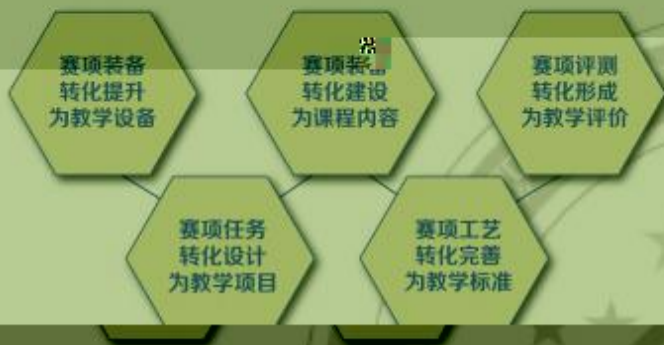 赛项装备
转化提升
为教学设备
赛项装
转化建设
为课程内容
赛项评测
转化形成
为教学评价
赛项任务
转化设计
为教学项目
赛项工艺
转化完善
为教学标准